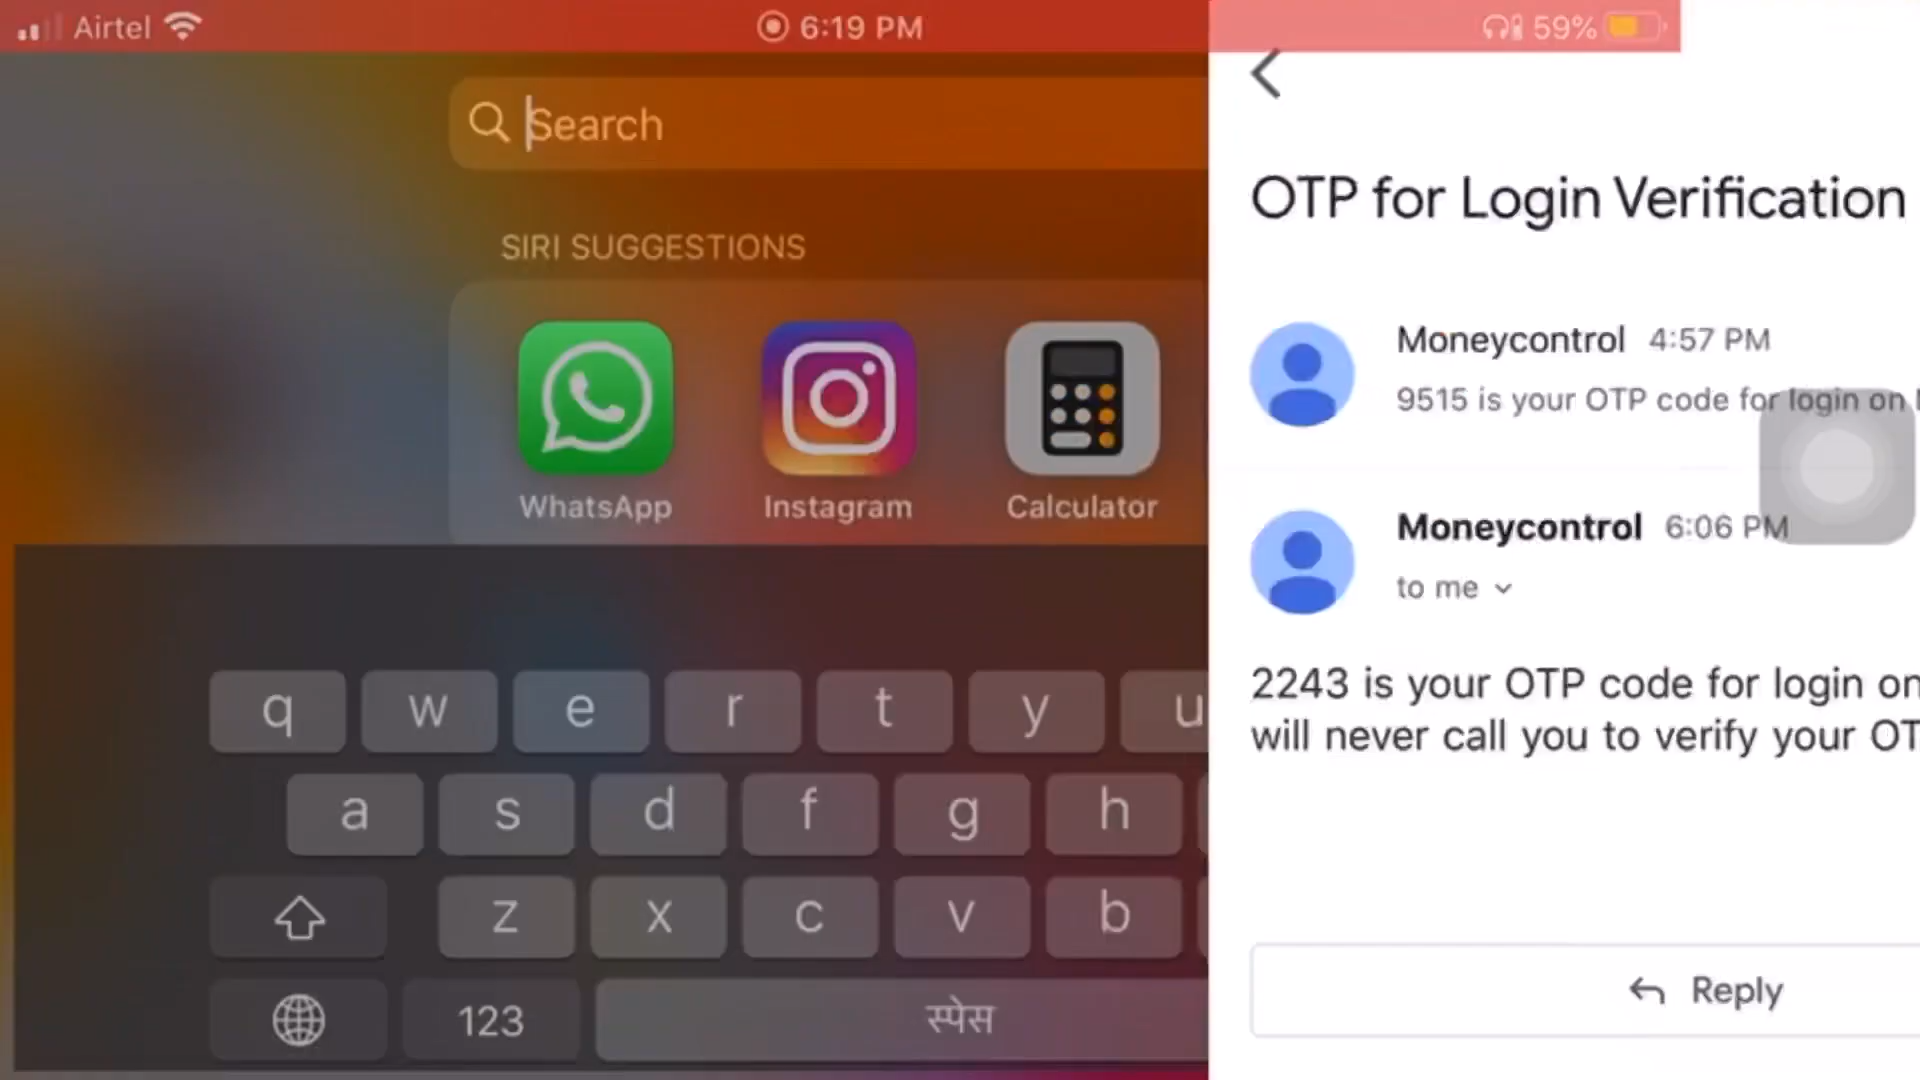 Airtel
6:19 PM
59%
Search
SIRI SUGGESTIONS
WhatsApp
Instagram
Calculator
q w e r t y u
a s d f g h
z x c v b
123
स्पेस
OTP for Login Verification
Moneycontrol 4:57 PM
9515 is your OTP code for login on
Moneycontrol 6:06 PM
to me
2243 is your OTP code for login on
will never call you to verify your OT
Reply